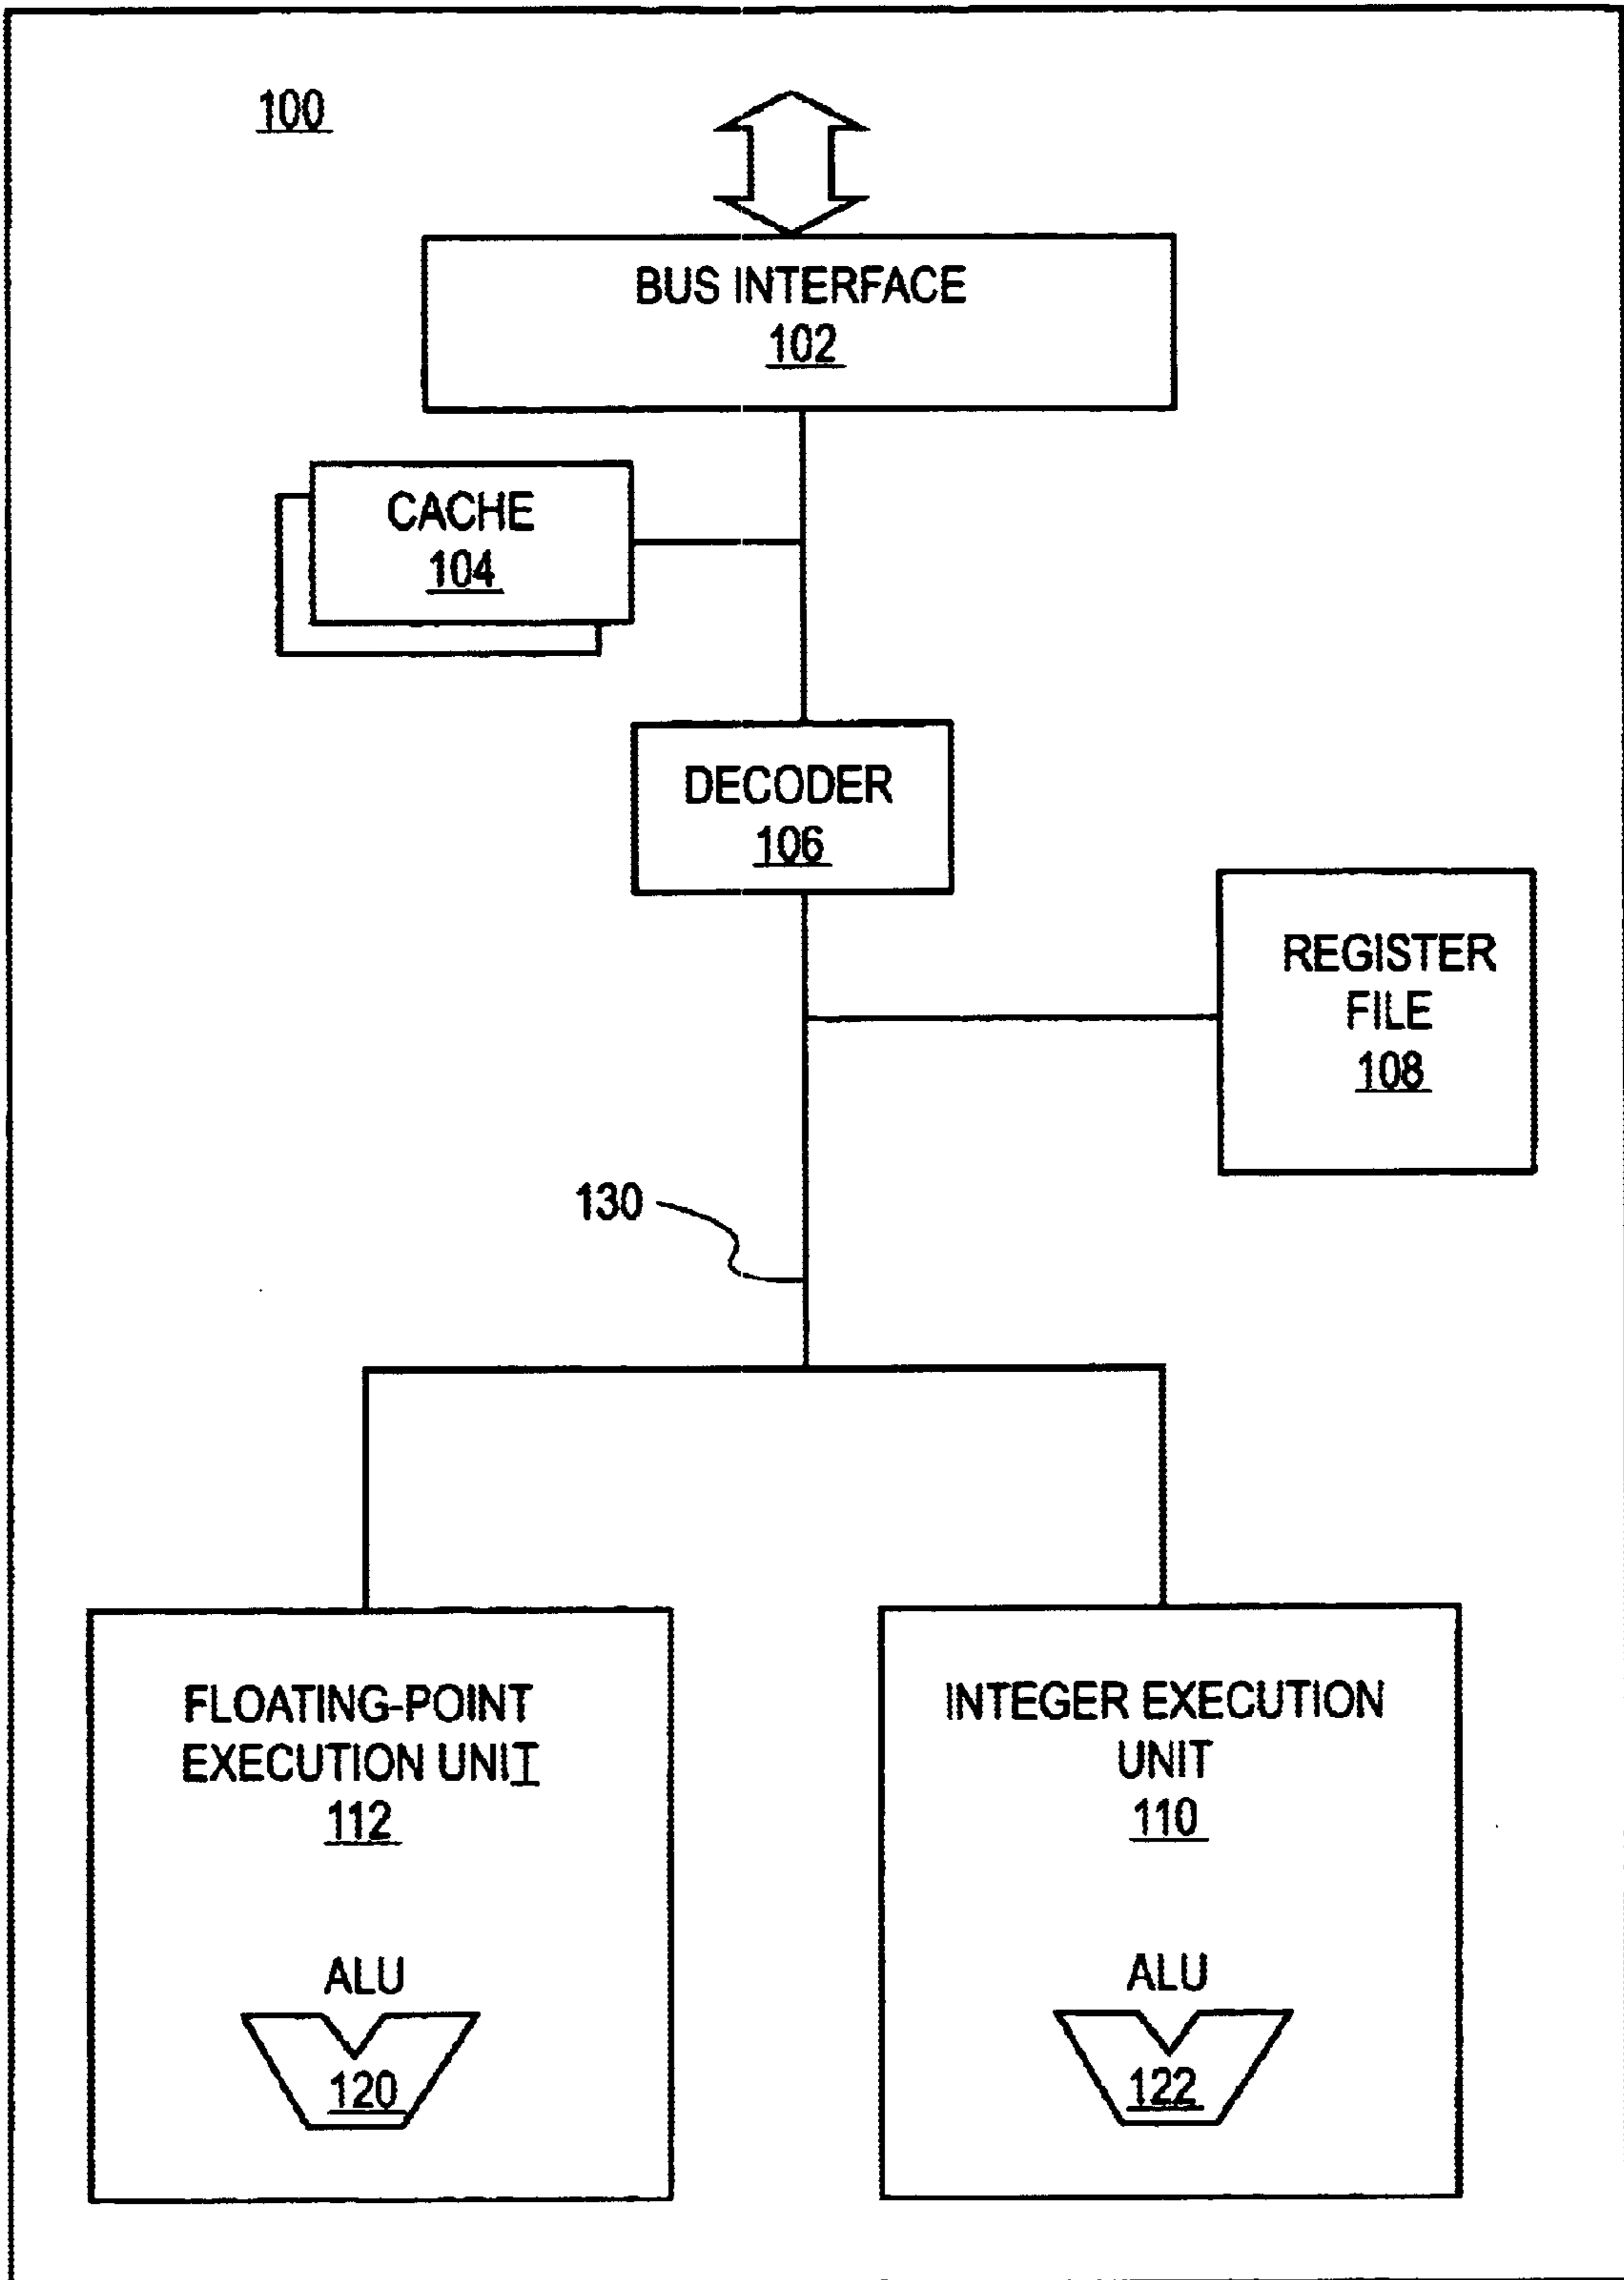 100
BUS INTERFACE
102
CACHE
104
DECODER
106
REGISTER
FILE
108
130
FLOATING-POINT
EXECUTION UNIT
112
ALU
120
INTEGER EXECUTION
UNIT
110
ALU
122